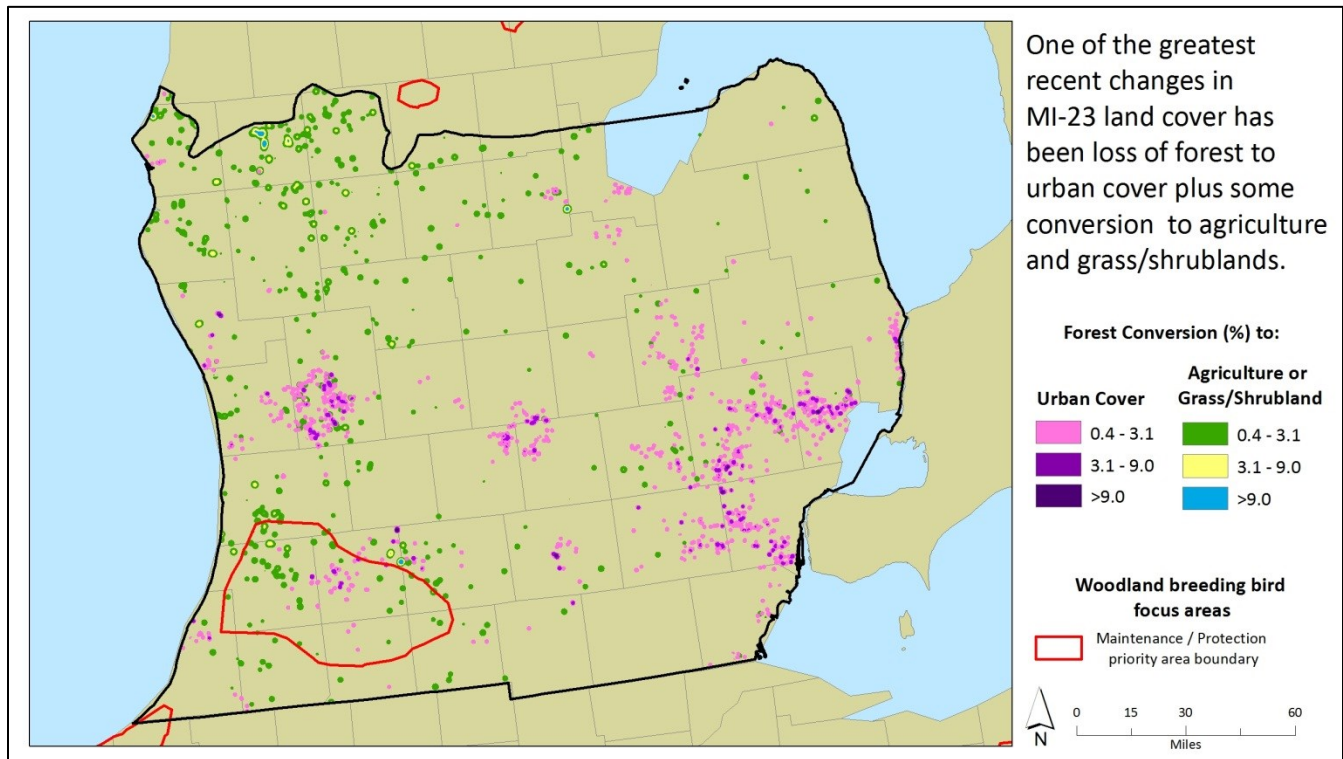 One of the greatest
recent changes in
MI-23 land cover has
been loss of forest to
urban cover plus some
conversion to agriculture
and grass/shrublands.
Forest Conversion (%) to:
Urban Cover
0.4 - 3.1
3.1 - 9.0
>9.0
Agriculture or
Grass/Shrubland
0.4 - 3.1
3.1 - 9.0
>9.0
Woodland breeding bird
focus areas
Maintenance / Protection
priority area boundary
N
0 15 30 60
Miles